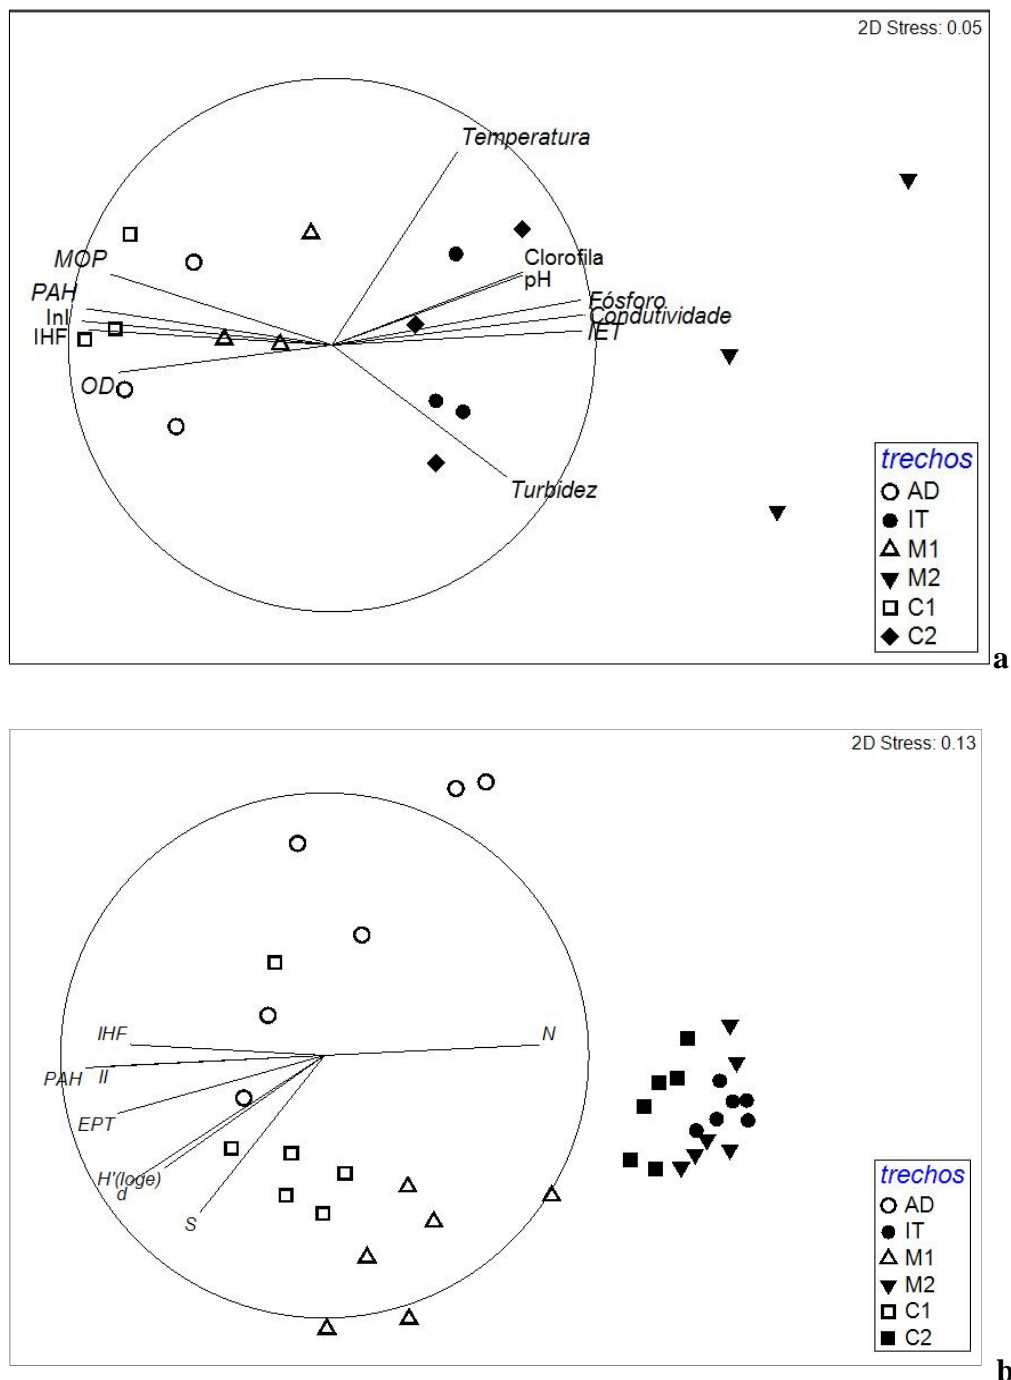 2D Stress: 0.05
Temperatura
MOP
Clorofila
pH
PAH
Fósforo
InI
Condutividade
IHF
IET
OD
Turbidez
trechos
AD
IT
M1
M2
C1
C2
a
2D Stress: 0.13
IHF
N
PAH
II
EPT
H'(loge)
d
S
trechos
AD
IT
M1
M2
C1
C2
b